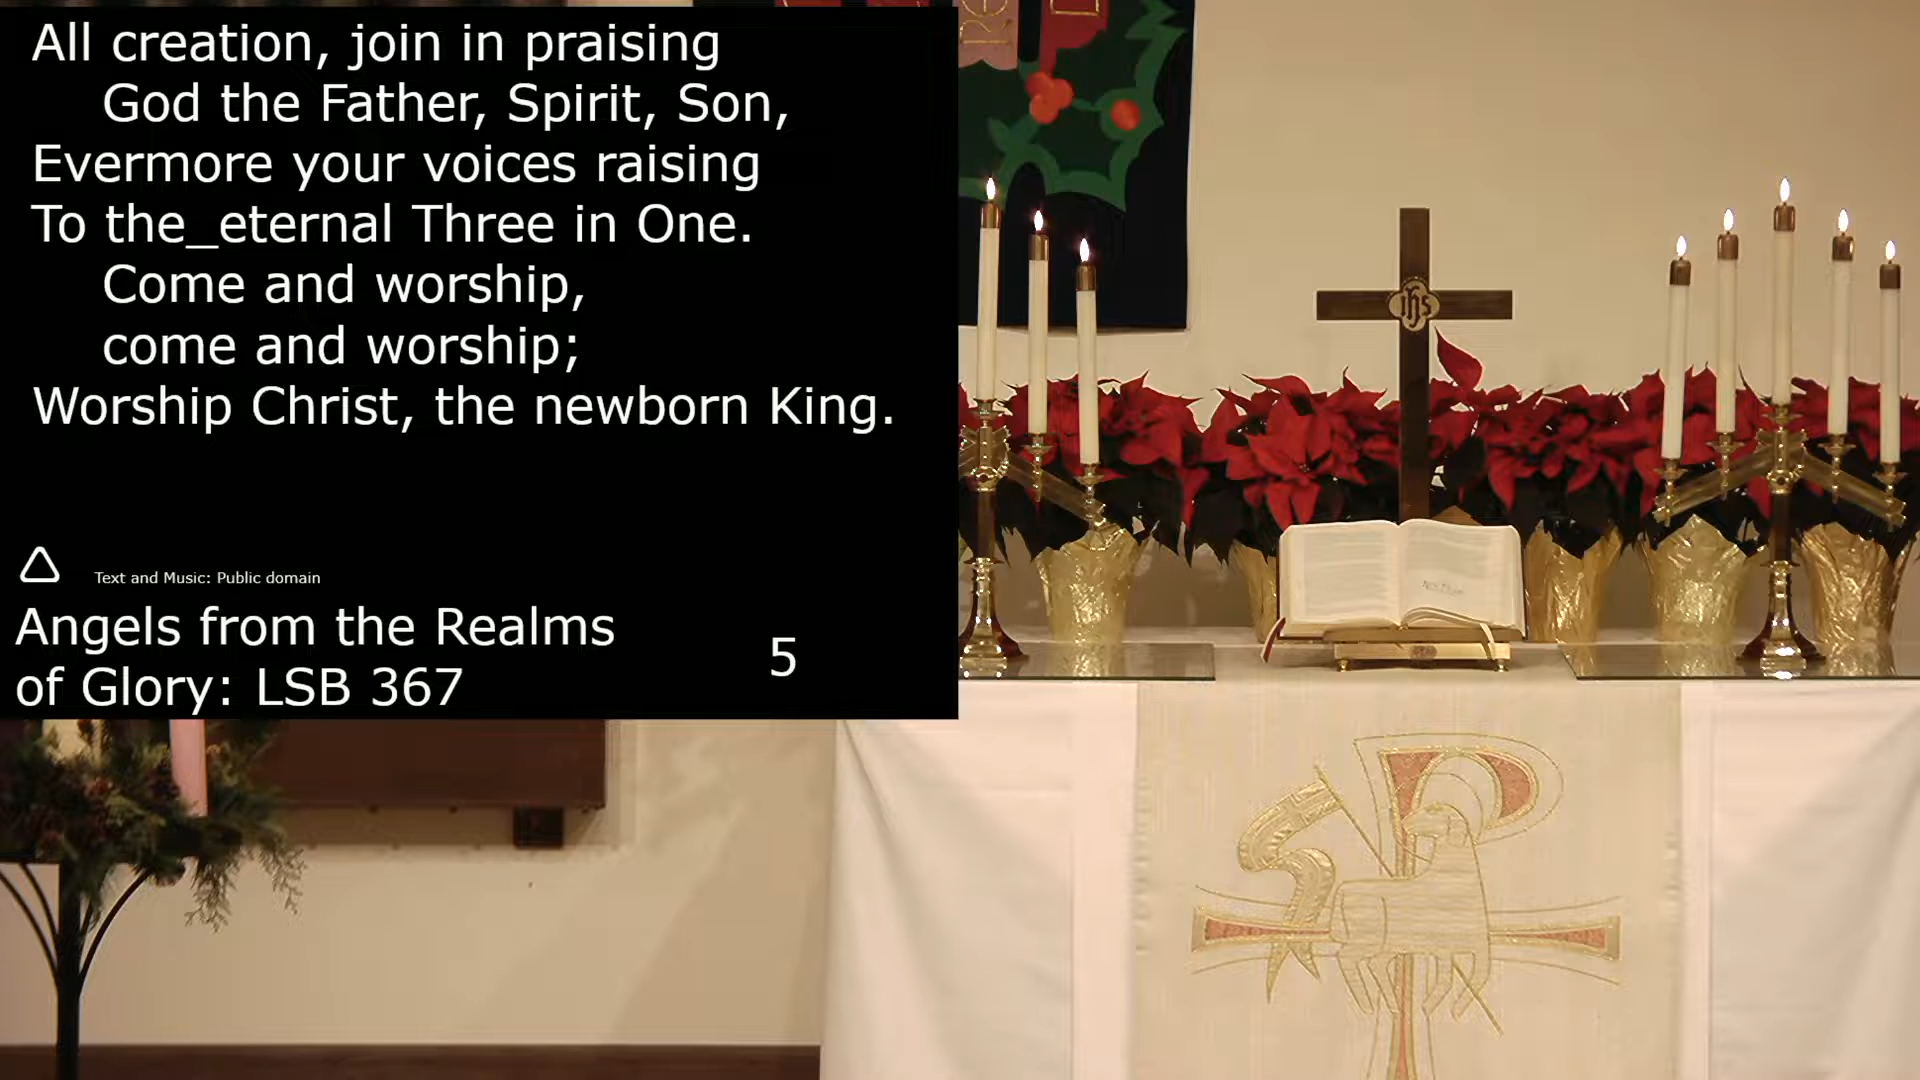 All creation, join in praising
God the Father, Spirit, Son,
Evermore your voices raising
To the_eternal Three in One.
Come and worship,
come and worship;
Worship Christ, the newborn King.
Text and Music: Public domain
Angels from the Realms
of Glory: LSB 367
5
ihs